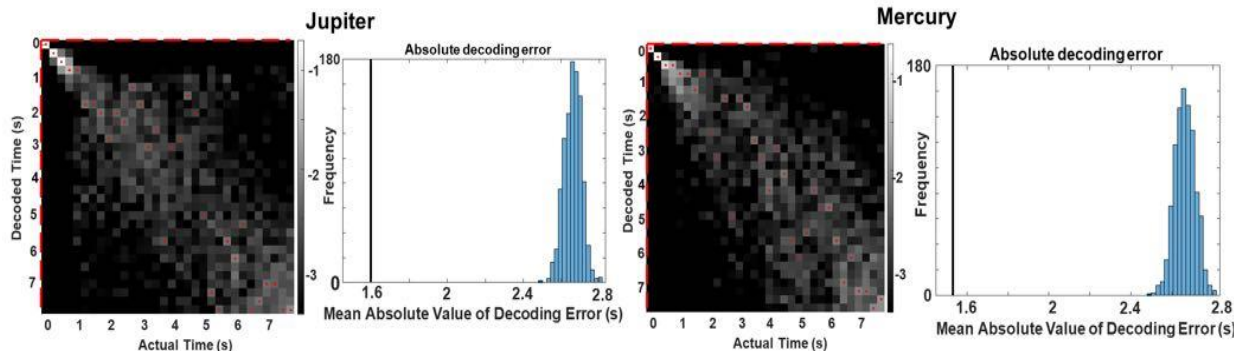 Jupiter
Absolute decoding error
Decoded Time (s)
0
1
2
3
4
5
6
7
0 1 2 3 4 5 6 7
Actual Time (s)
-1
-2
-3
Frequency
180
0
1.6 2 2.4 2.8
Mean Absolute Value of Decoding Error (s)
Mercury
Absolute decoding error
Decoded Time (s)
0
1
2
3
4
5
6
7
0 1 2 3 4 5 6 7
Actual Time (s)
-1
-2
-3
Frequency
180
0
1.6 2 2.4 2.8
Mean Absolute Value of Decoding Error (s)